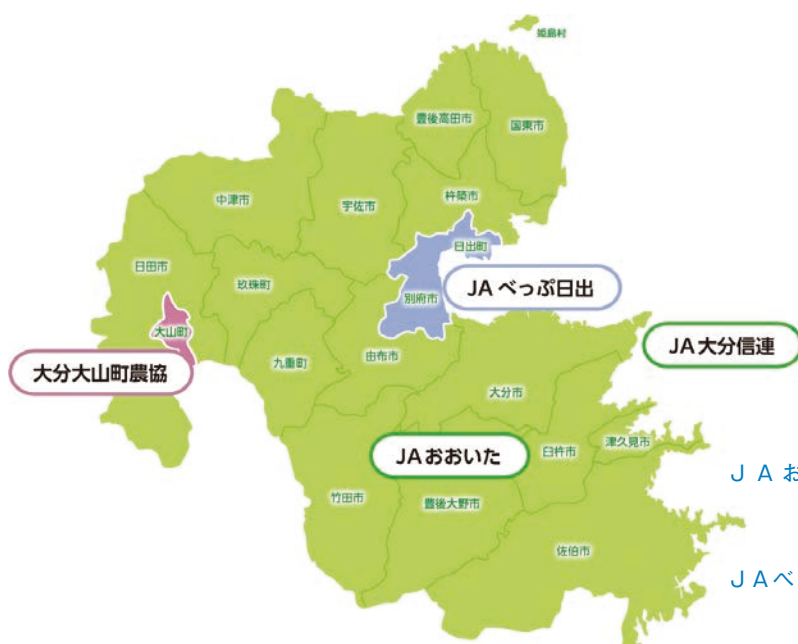 姫島村
豊後高田市
国東市
中津市
宇佐市
杵築市
日出町
日田市
玖珠町
別府市
JAべっぷ日出
大山町
九重町
由布市
JA大分信連
大分大山町農協
大分市
JAおおいた
臼杵市
津久見市
JAお
竹田市
豊後大野市
佐伯市
JAべ